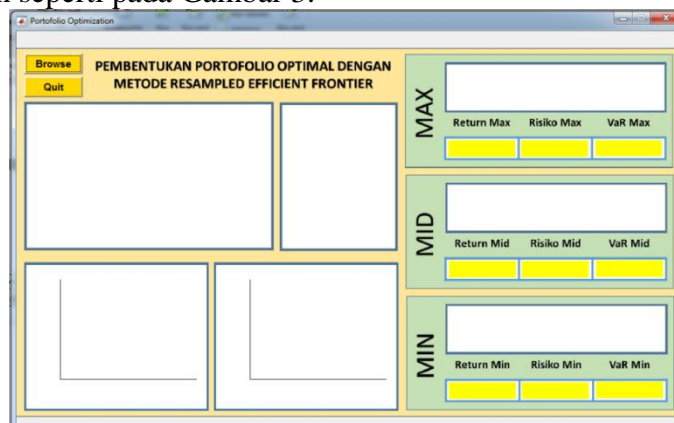 seperti pada Gambar 3.
Portofolio Optimization
Browse
Quit
PEMBENTUKAN PORTOFOLIO OPTIMAL DENGAN
METODE RESAMPLED EFFICIENT FRONTIER
MAX
Return Max Risiko Max VaR Max
MID
Return Mid Risiko Mid VaR Mid
MIN
Return Min Risiko Min VaR Min